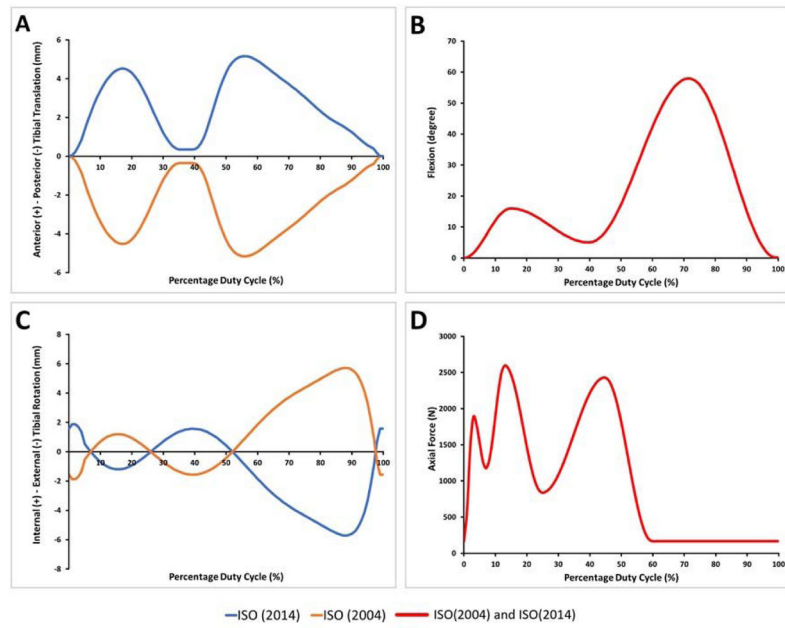 A
Anterior (+) - Posterior (-) Tibial Translation (mm)
6
4
2
0
-2
-4
-6
10 20 30 40 50 60 70 80 90 100
Percentage Duty Cycle (%)
B
Flexion (degree)
70
60
50
40
30
20
10
0
0 10 20 30 40 50 60 70 80 90 100
Percentage Duty Cycle (%)
C
Internal (+) - External (-) Tibial Rotation (mm)
8
6
4
2
0
-2
-4
-6
-8
10 20 30 40 50 60 70 80 90 100
Percentage Duty Cycle (%)
D
Axial Force (N)
3000
2500
2000
1500
1000
500
0
0 10 20 30 40 50 60 70 80 90 100
Percentage Duty Cycle (%)
ISO (2014) ISO (2004) ISO(2004) and ISO(2014)